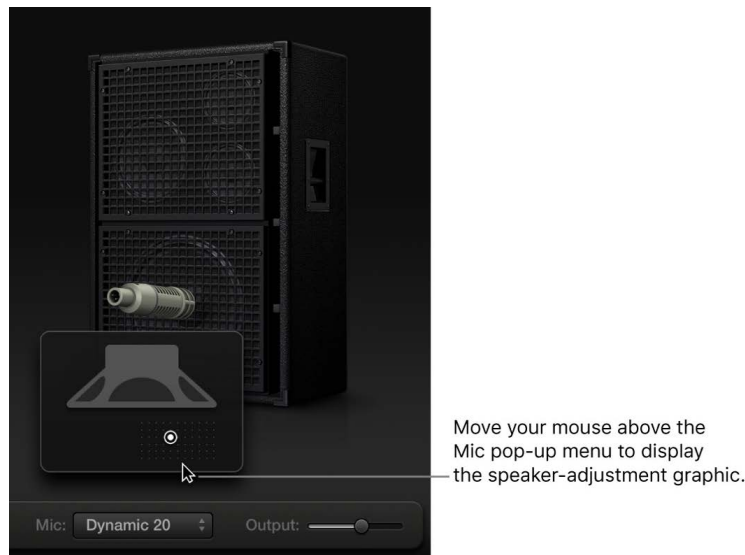 Move your mouse above the
Mic pop-up menu to display
the speaker-adjustment graphic.
Mic: Dynamic 20 Output: